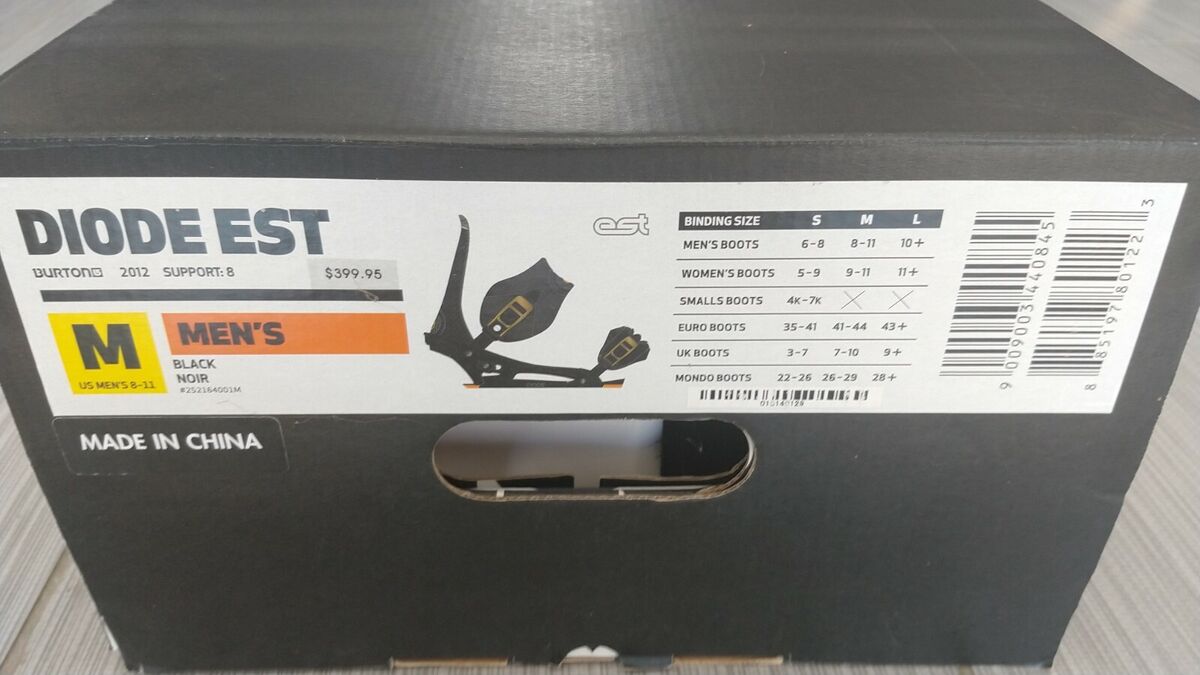 DIODE EST
BURTON 2012 SUPPORT: 8
$399.95
M
US MEN'S 8-11
MEN'S
BLACK
NOIR
#252164001M
MADE IN CHINA
DIODE
est
BINDING SIZE S M L
MEN'S BOOTS 6-8 8-11 10+
WOMEN'S BOOTS 5-9 9-11 11+
SMALLS BOOTS 4K-7K
EURO BOOTS 35-41 41-44 43+
UK BOOTS 3-7 7-10 9+
MONDO BOOTS 22-26 26-29 28+
010140129
9 009003 440845
8 85197 80122 3